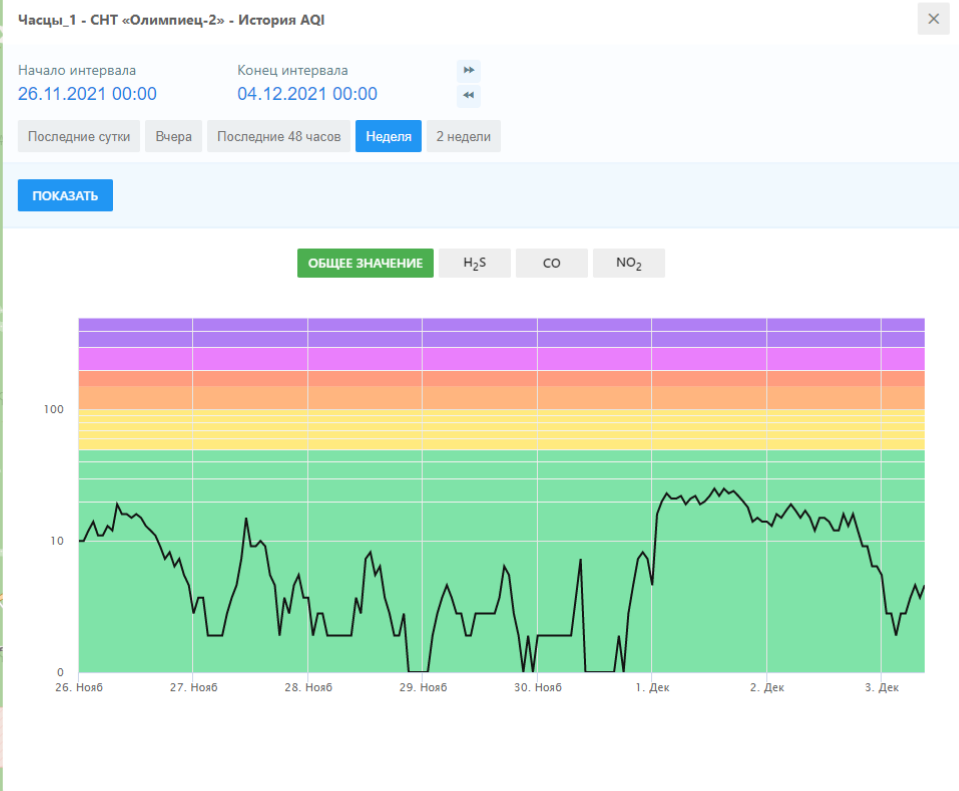 Часцы_1 - СНТ «Олимпиец-2» - История AQI
Начало интервала
Конец интервала
26.11.2021 00:00
04.12.2021 00:00
Последние сутки
Вчера
Последние 48 часов
Неделя
2 недели
ПОКАЗАТЬ
ОБЩЕЕ ЗНАЧЕНИЕ
H₂S
CO
NO₂
100
10
0
26. Нояб
27. Нояб
28. Нояб
29. Нояб
30. Нояб
1. Дек
2. Дек
3. Дек